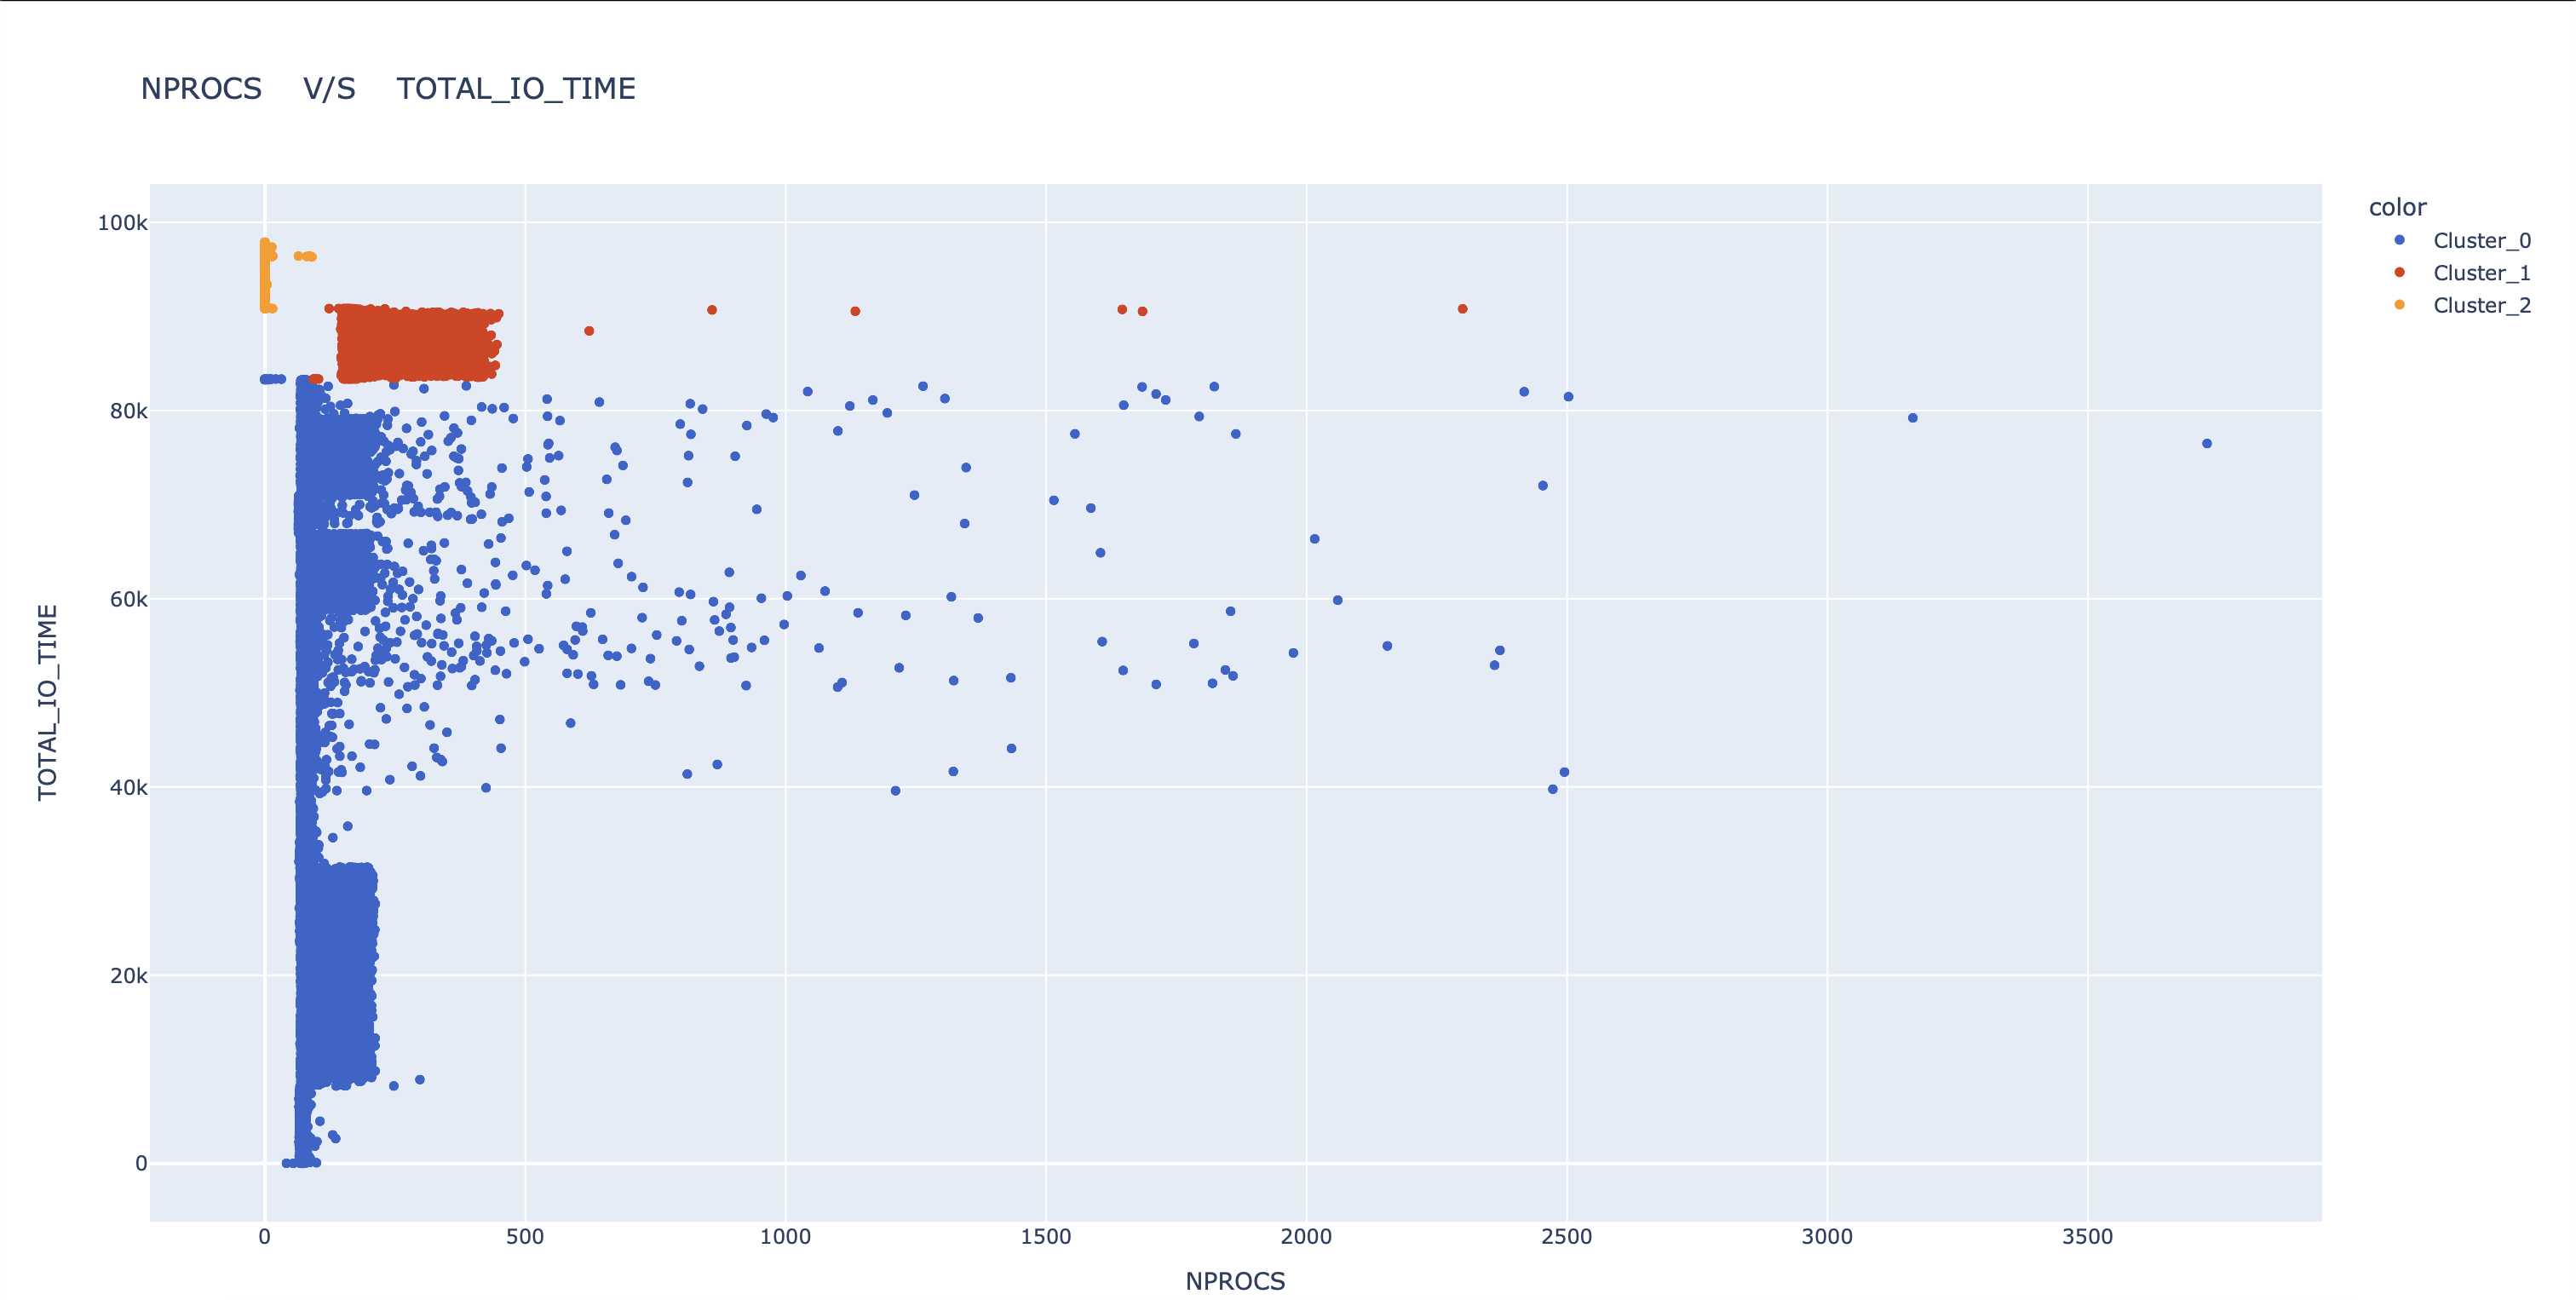 NPROCS V/S TOTAL_IO_TIME
color
Cluster_0
Cluster_1
Cluster_2
TOTAL_IO_TIME
100k
80k
60k
40k
20k
0
0 500 1000 1500 2000 2500 3000 3500
NPROCS